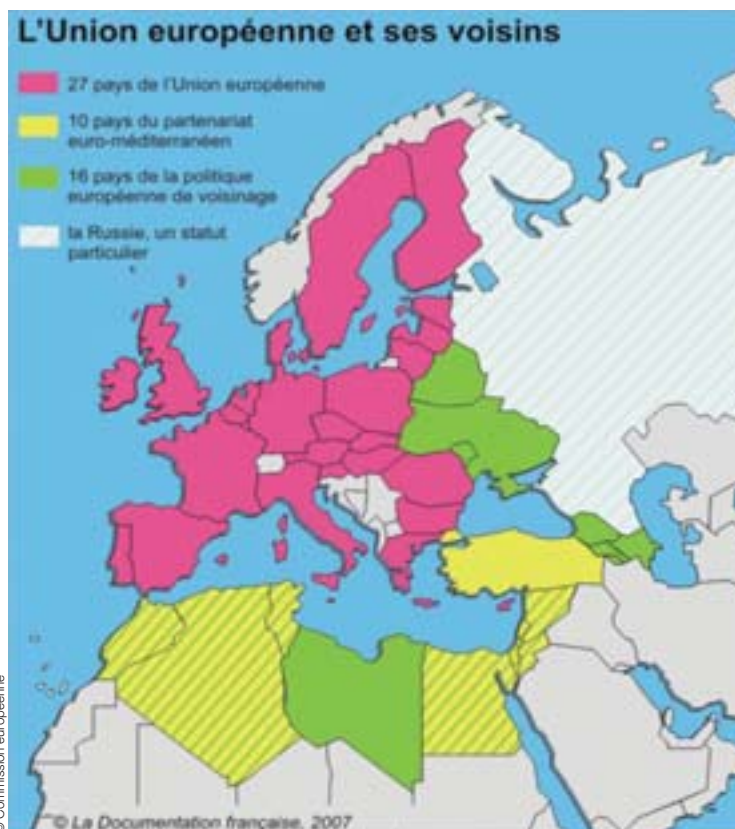 L'Union européenne et ses voisins
27 pays de l'Union européenne
10 pays du partenariat
euro-méditerranéen
16 pays de la politique
européenne de voisinage
la Russie, un statut
particulier
© Commission européenne
© La Documentation française, 2007